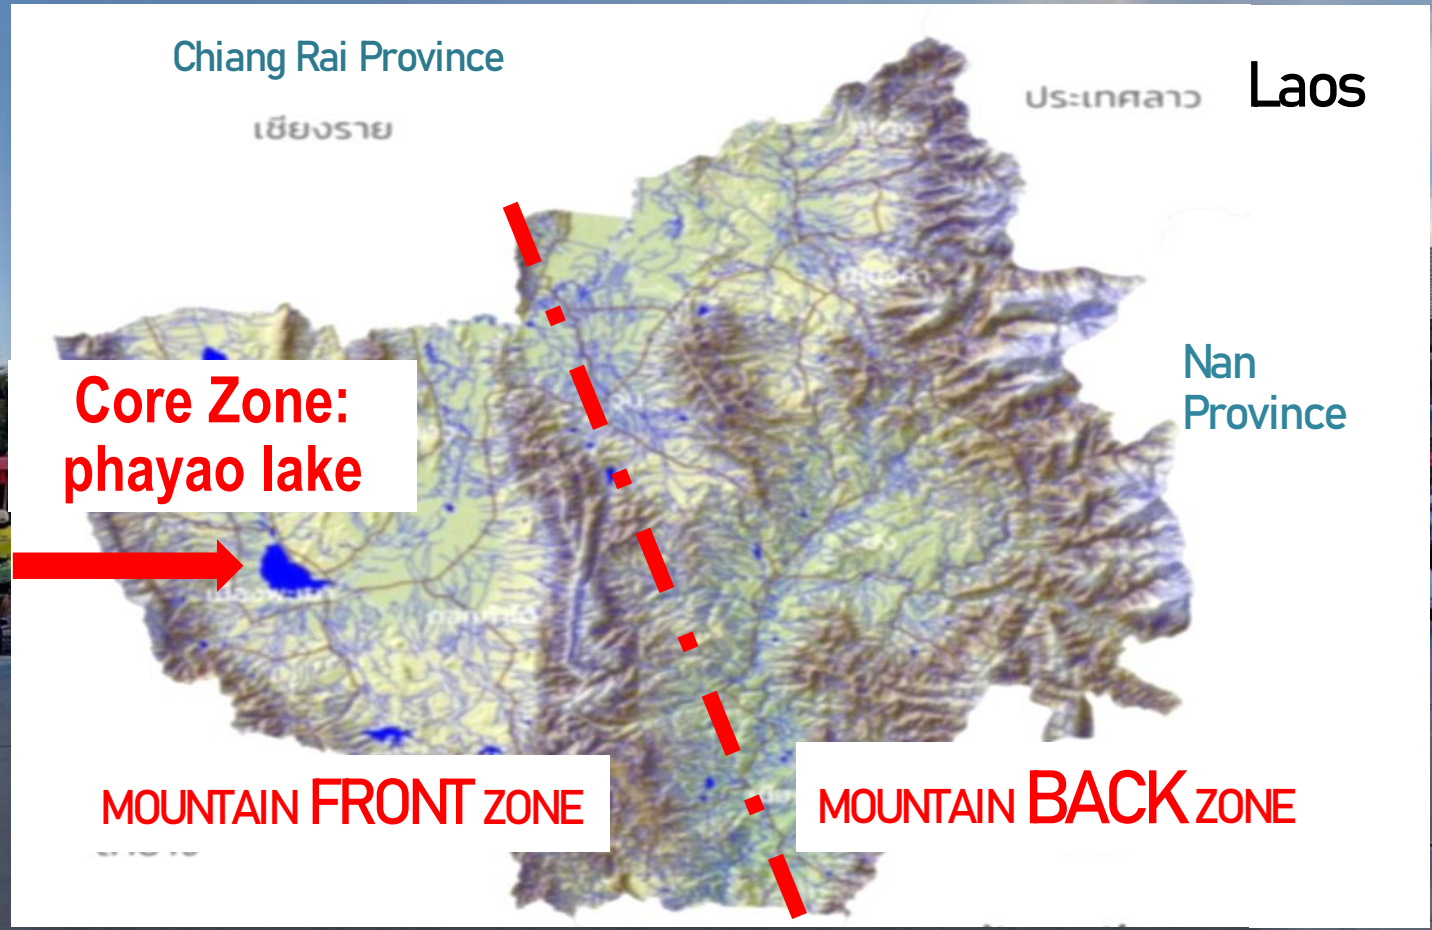 Chiang Rai Province
เชียงราย
ประเทศลาว
Laos
Nan
Province
Core Zone:
phayao lake
MOUNTAIN FRONT ZONE
MOUNTAIN BACK ZONE